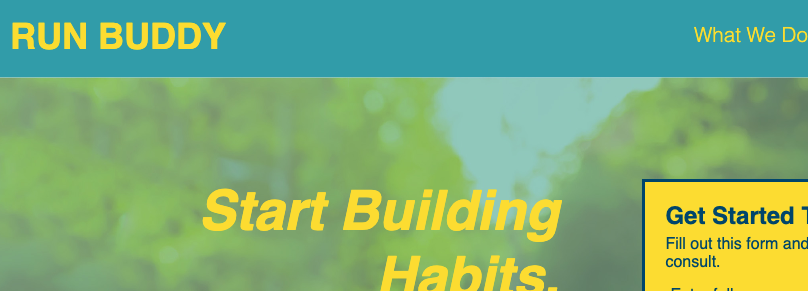 RUN BUDDY
What We Do
Start Building
Habits.
Get Started
Fill out this form and
consult.